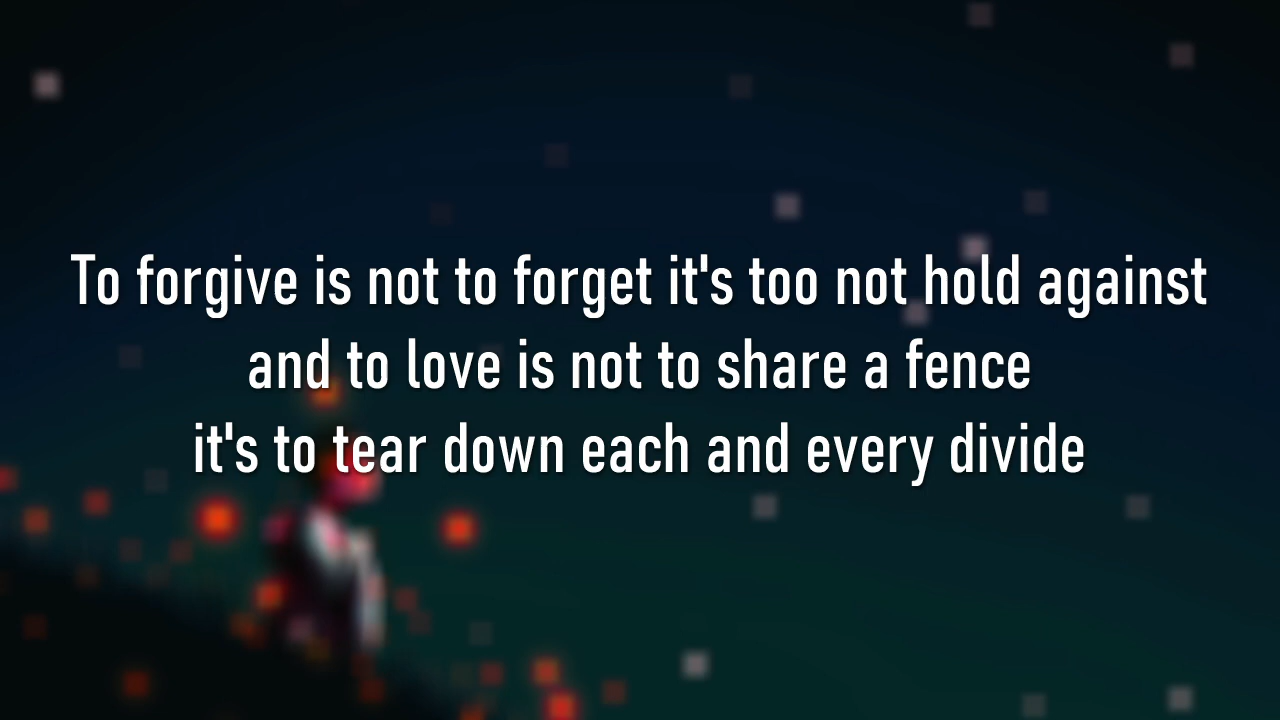 To forgive is not to forget it's too not hold against
and to love is not to share a fence
it's to tear down each and every divide